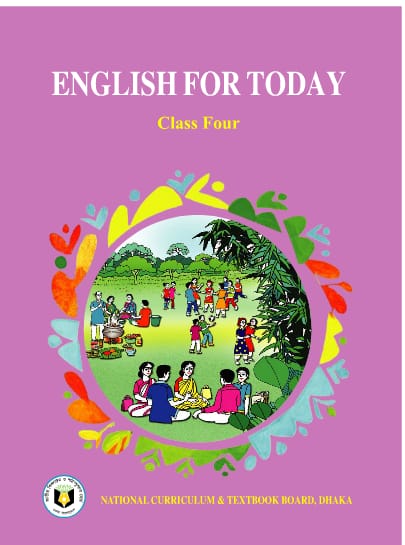 ENGLISH FOR TODAY
Class Four
NATIONAL CURRICULUM & TEXTBOOK BOARD, DHAKA